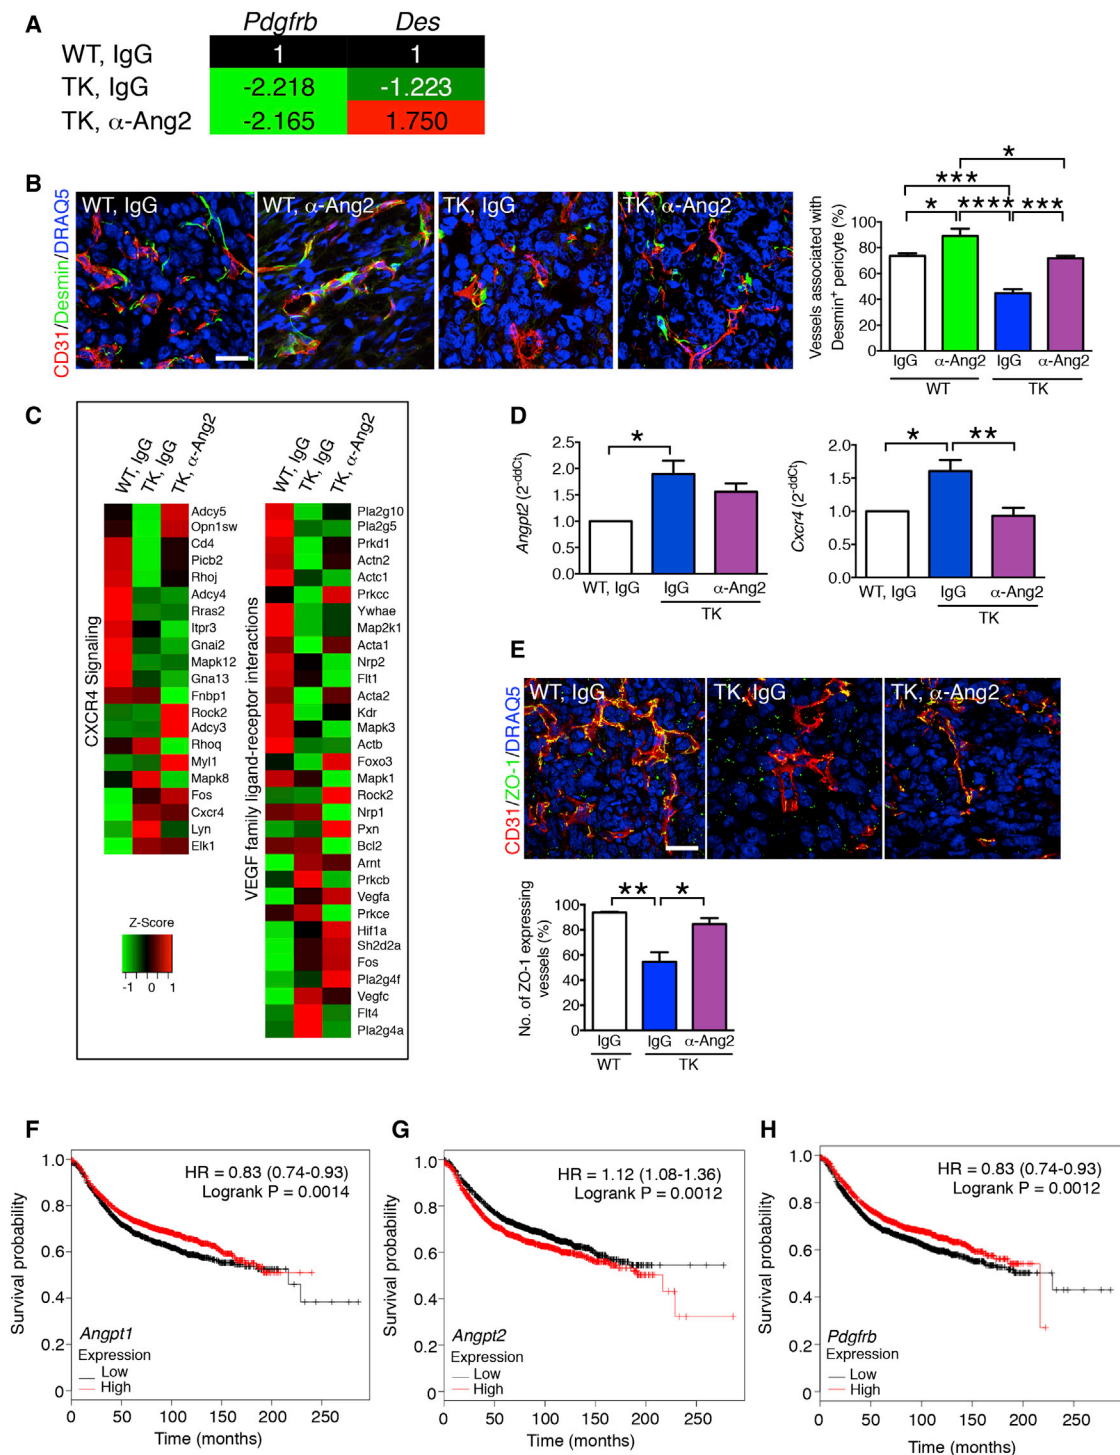 A
Pdgfrb Des
WT, IgG 1 1
TK, IgG -2.218 -1.223
TK, α-Ang2 -2.165 1.750
B
CD31/Desmin/DRAQ5
WT, IgG
WT, α-Ang2
TK, IgG
TK, α-Ang2
Vessels associated with
Desmin+ pericyte (%)
100
80
60
40
20
0
* *** * **** ***
IgG α-Ang2 IgG α-Ang2
WT TK
C
CXCR4 Signaling
WT, IgG
TK, IgG
TK, α-Ang2
Adcy5
Opn1sw
Cd4
Picb2
Rhoj
Adcy4
Rras2
Itpr3
Gnai2
Mapk12
Gna13
Fnbp1
Rock2
Adcy3
Rhoq
Myl1
Mapk8
Fos
Cxcr4
Lyn
Elk1
Z-Score
-1 0 1
VEGF family ligand-receptor interactions
WT, IgG
TK, IgG
TK, α-Ang2
Pla2g10
Pla2g5
Prkd1
Actn2
Actc1
Prkcc
Ywhae
Map2k1
Acta1
Nrp2
Flt1
Acta2
Kdr
Mapk3
Actb
Foxo3
Mapk1
Rock2
Nrp1
Pxn
Bcl2
Arnt
Prkcb
Vegfa
Prkce
Hif1a
Sh2d2a
Fos
Pla2g4f
Vegfc
Flt4
Pla2g4a
D
Angpt2 (2-ddCt)
2.5
2.0
1.5
1.0
0.5
0.0
*
WT, IgG IgG α-Ang2
TK
Cxcr4 (2-ddCt)
2.0
1.5
1.0
0.5
0.0
* **
WT, IgG IgG α-Ang2
TK
E
CD31/ZO-1/DRAQ5
WT, IgG
TK, IgG
TK, α-Ang2
No. of ZO-1 expressing
vessels (%)
100
80
60
40
20
0
** *
IgG IgG α-Ang2
WT TK
F
HR = 0.83 (0.74-0.93)
Logrank P = 0.0014
Survival probability
1.0
0.8
0.6
0.4
0.2
0
Angpt1
Expression
Low
High
0 50 100 150 200 250
Time (months)
G
HR = 1.12 (1.08-1.36)
Logrank P = 0.0012
Survival probability
1.0
0.8
0.6
0.4
0.2
0
Angpt2
Expression
Low
High
0 50 100 150 200 250
Time (months)
H
HR = 0.83 (0.74-0.93)
Logrank P = 0.0012
Survival probability
1.0
0.8
0.6
0.4
0.2
0
Pdgfrb
Expression
Low
High
0 50 100 150 200 250
Time (months)